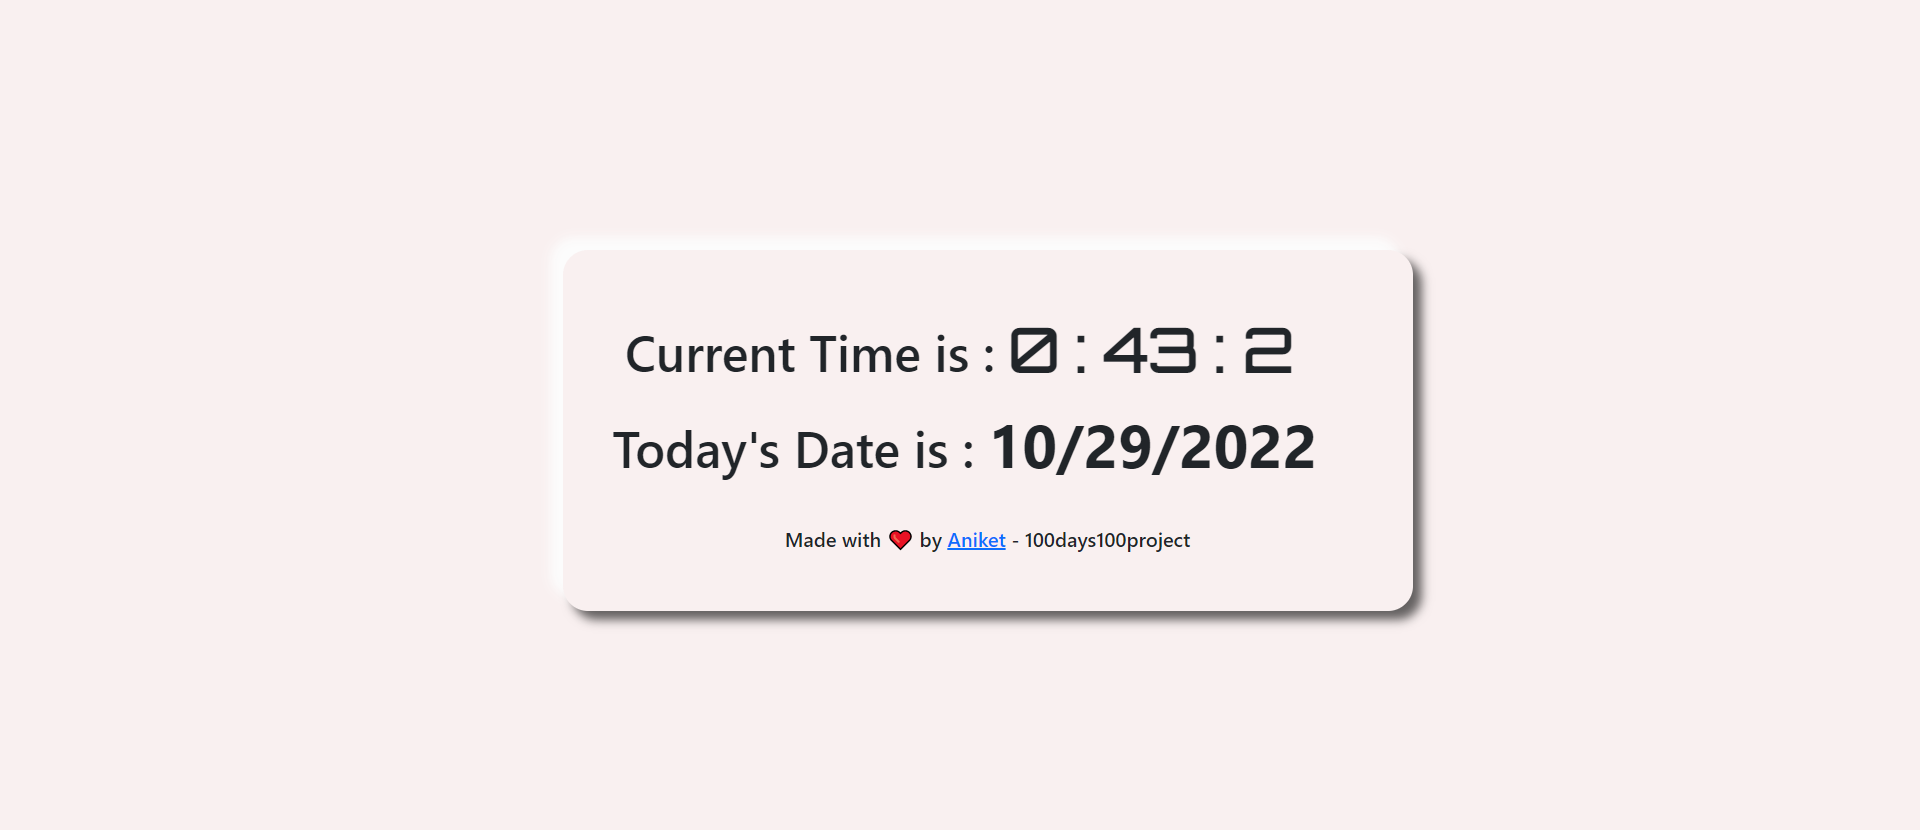 Current Time is : 0 : 43 : 2
Today's Date is : 10/29/2022
Made with ❤️ by Aniket - 100days100project